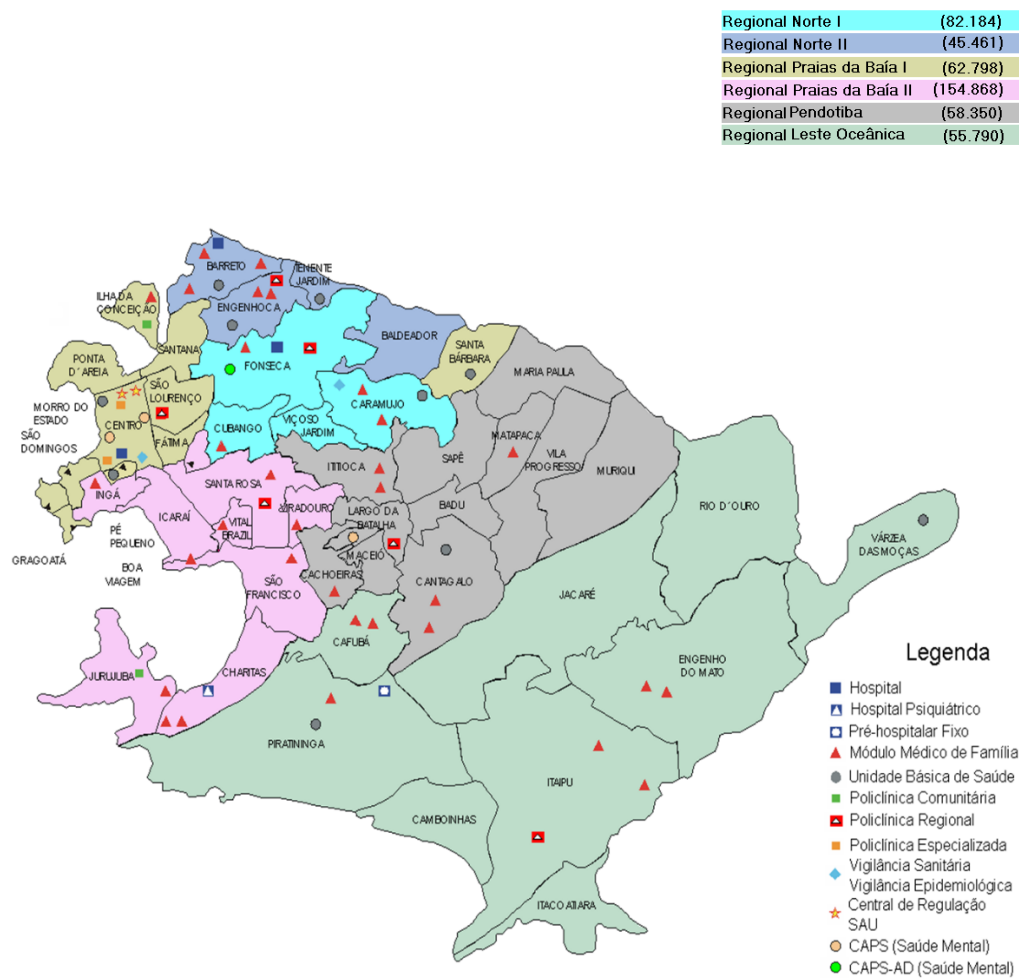 Regional Norte I (82.184)
Regional Norte II (45.461)
Regional Praias da Baía I (62.798)
Regional Praias da Baía II (154.868)
Regional Pendotiba (58.350)
Regional Leste Oceânica (55.790)
BARRETO
TENENTE
JARDIM
ILHA DA
CONCEIÇÃO
ENGENHOCA
BALDEADOR
SANTANA
SANTA
BÁRBARA
PONTA
D´AREIA
FONSECA
MARIA PAULA
SÃO
LOURENÇO
MORRO DO
ESTADO
CARAMUJO
SÃO
DOMINGOS
CENTRO
CUBANGO
VIÇOSO
JARDIM
MATAPACA
FÁTIMA
ITITIOCA
SAPÊ
VILA
PROGRESSO
MURIQUI
INGÁ
SANTA ROSA
ICARAÍ
VIRADOURO
LARGO DA
BATALHA
BADU
RIO D´OURO
PÉ
PEQUENO
VITAL
BRAZIL
VÁRZEA
DAS MOÇAS
GRAGOATÁ
BOA
VIAGEM
MACEIÓ
CACHOEIRAS
CANTAGALO
SÃO
FRANCISCO
JACARÉ
CAFUBÁ
JURUJUBA
CHARITAS
ENGENHO
DO MATO
PIRATININGA
ITAIPU
CAMBOINHAS
ITACOATIARA
Legenda
Hospital
Hospital Psiquiátrico
Pré-hospitalar Fixo
Módulo Médico de Família
Unidade Básica de Saúde
Policlínica Comunitária
Policlínica Regional
Policlínica Especializada
Vigilância Sanitária
Vigilância Epidemiológica
Central de Regulação
SAU
CAPS (Saúde Mental)
CAPS-AD (Saúde Mental)